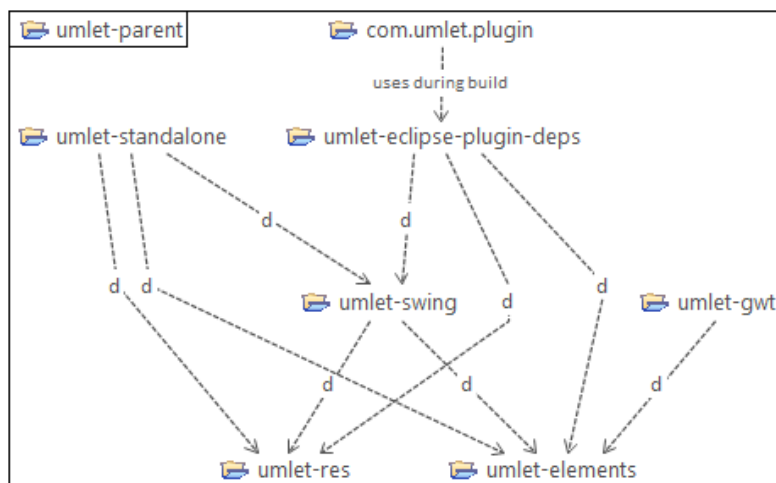 umlet-parent
com.umlet.plugin
uses during build
umlet-standalone
umlet-eclipse-plugin-deps
d
d
d
d
d
d
umlet-swing
umlet-gwt
d
d
d
umlet-res
umlet-elements